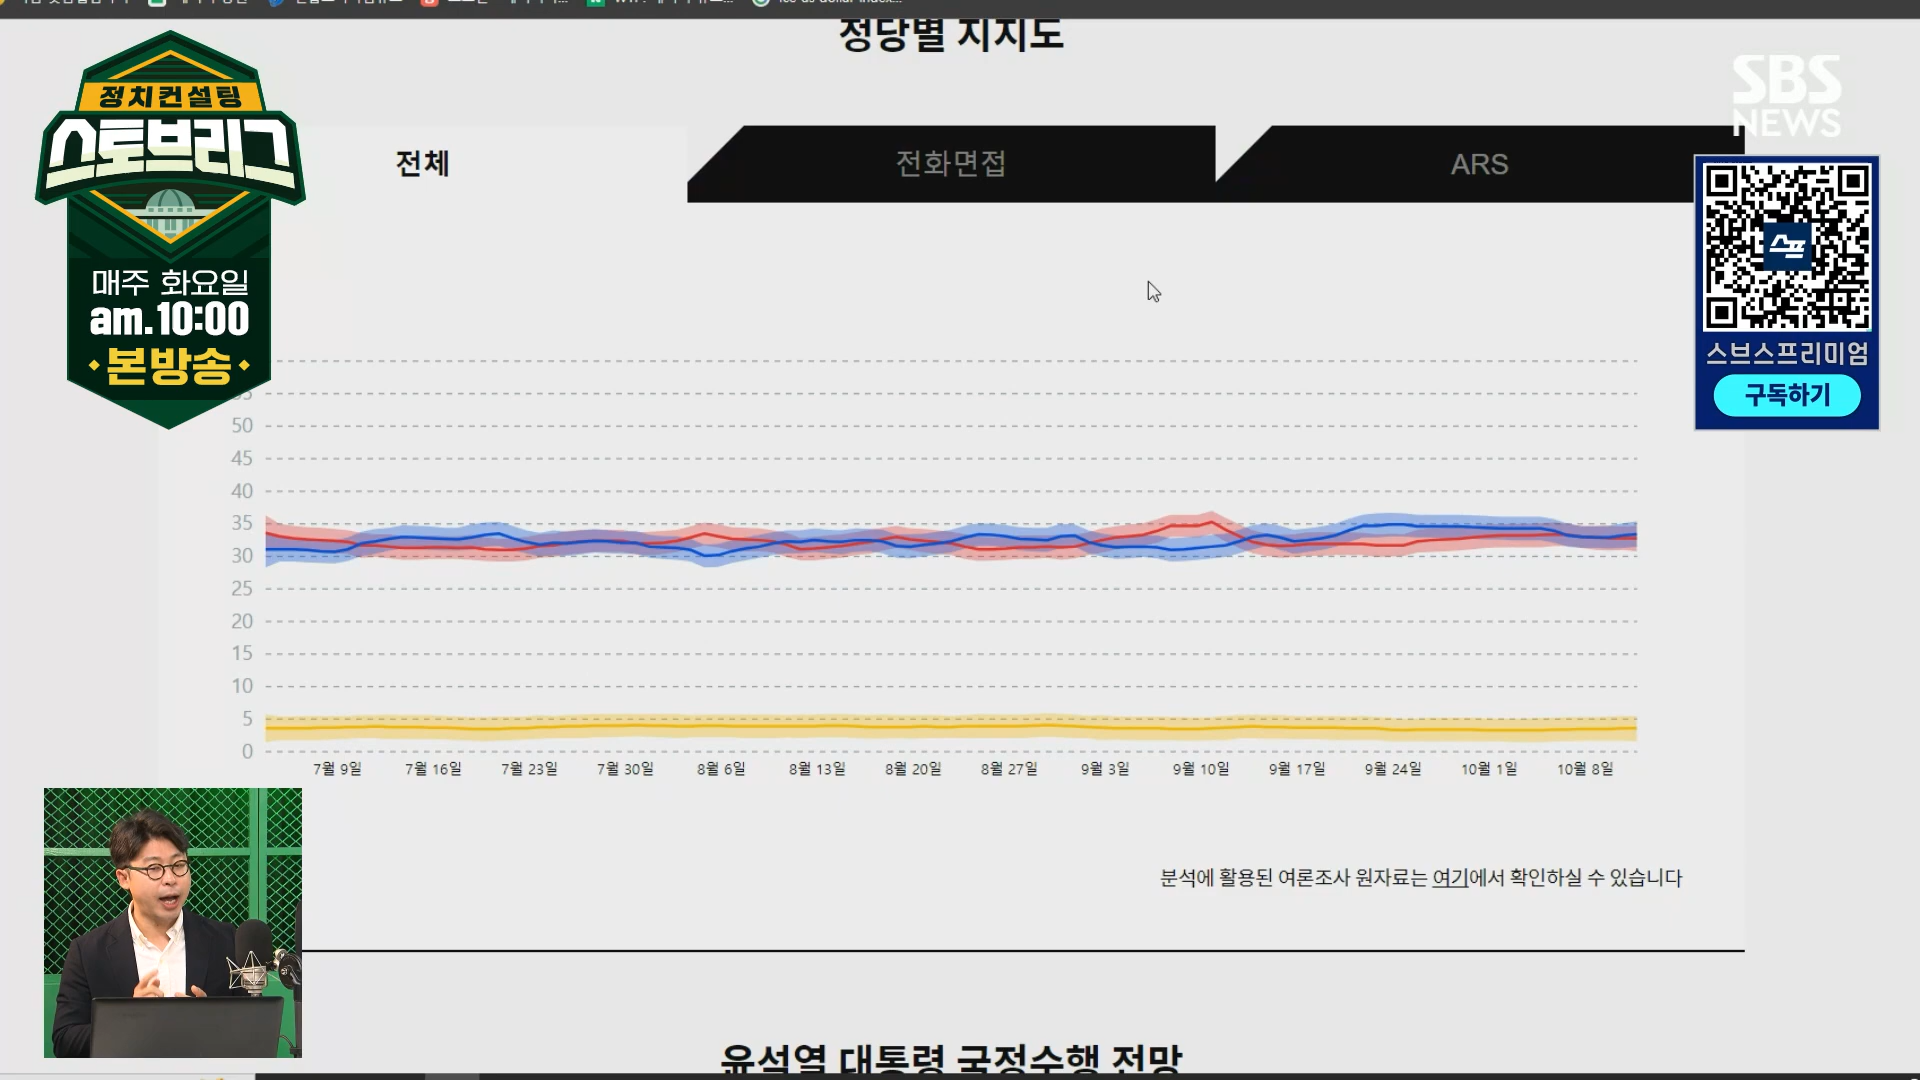 ice us dollar index...
정당별 지지도
정치컨설팅
스토브리그
매주 화요일
am.10:00
본방송
SBS
NEWS
전체
전화면접
ARS
스프
스브스프리미엄
구독하기
55
50
45
40
35
30
25
20
15
10
5
0
7월 9일
7월 16일
7월 23일
7월 30일
8월 6일
8월 13일
8월 20일
8월 27일
9월 3일
9월 10일
9월 17일
9월 24일
10월 1일
10월 8일
분석에 활용된 여론조사 원자료는 여기에서 확인하실 수 있습니다
윤석열 대통령 국정수행 전망